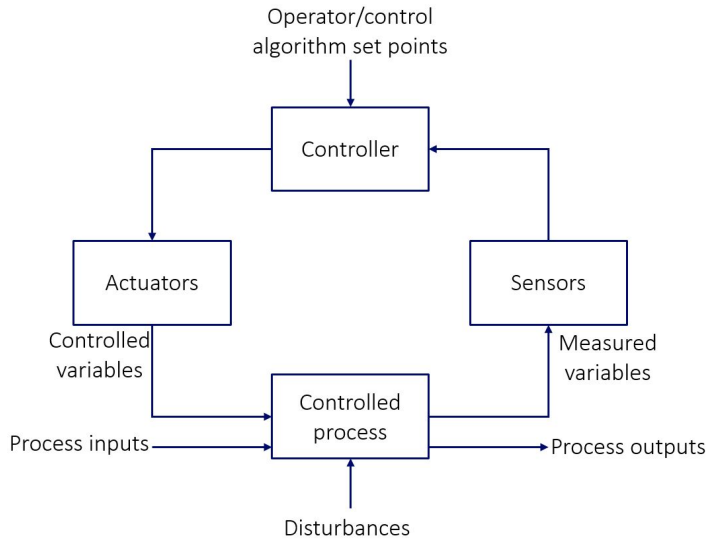 Operator/control
algorithm set points
Controller
Actuators
Sensors
Controlled
variables
Measured
variables
Controlled
process
Process inputs
Process outputs
Disturbances